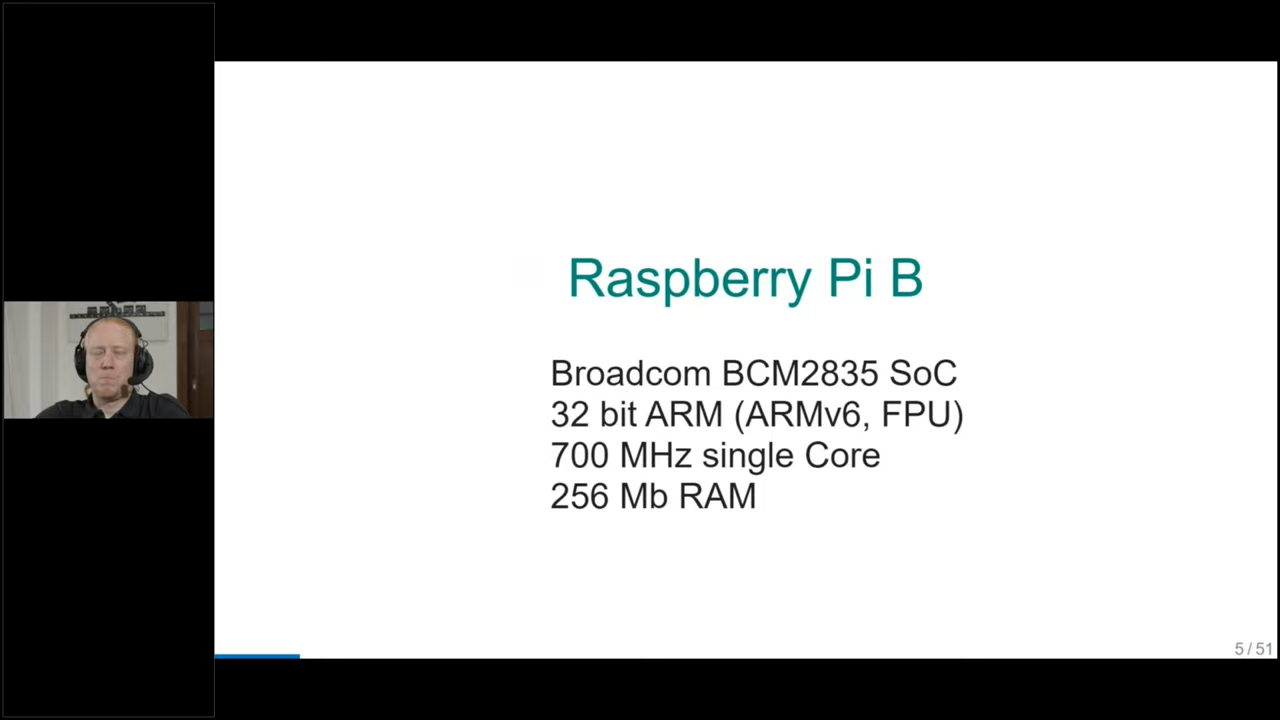 Raspberry Pi B
Broadcom BCM2835 SoC
32 bit ARM (ARMv6, FPU)
700 MHz single Core
256 Mb RAM
5 / 51